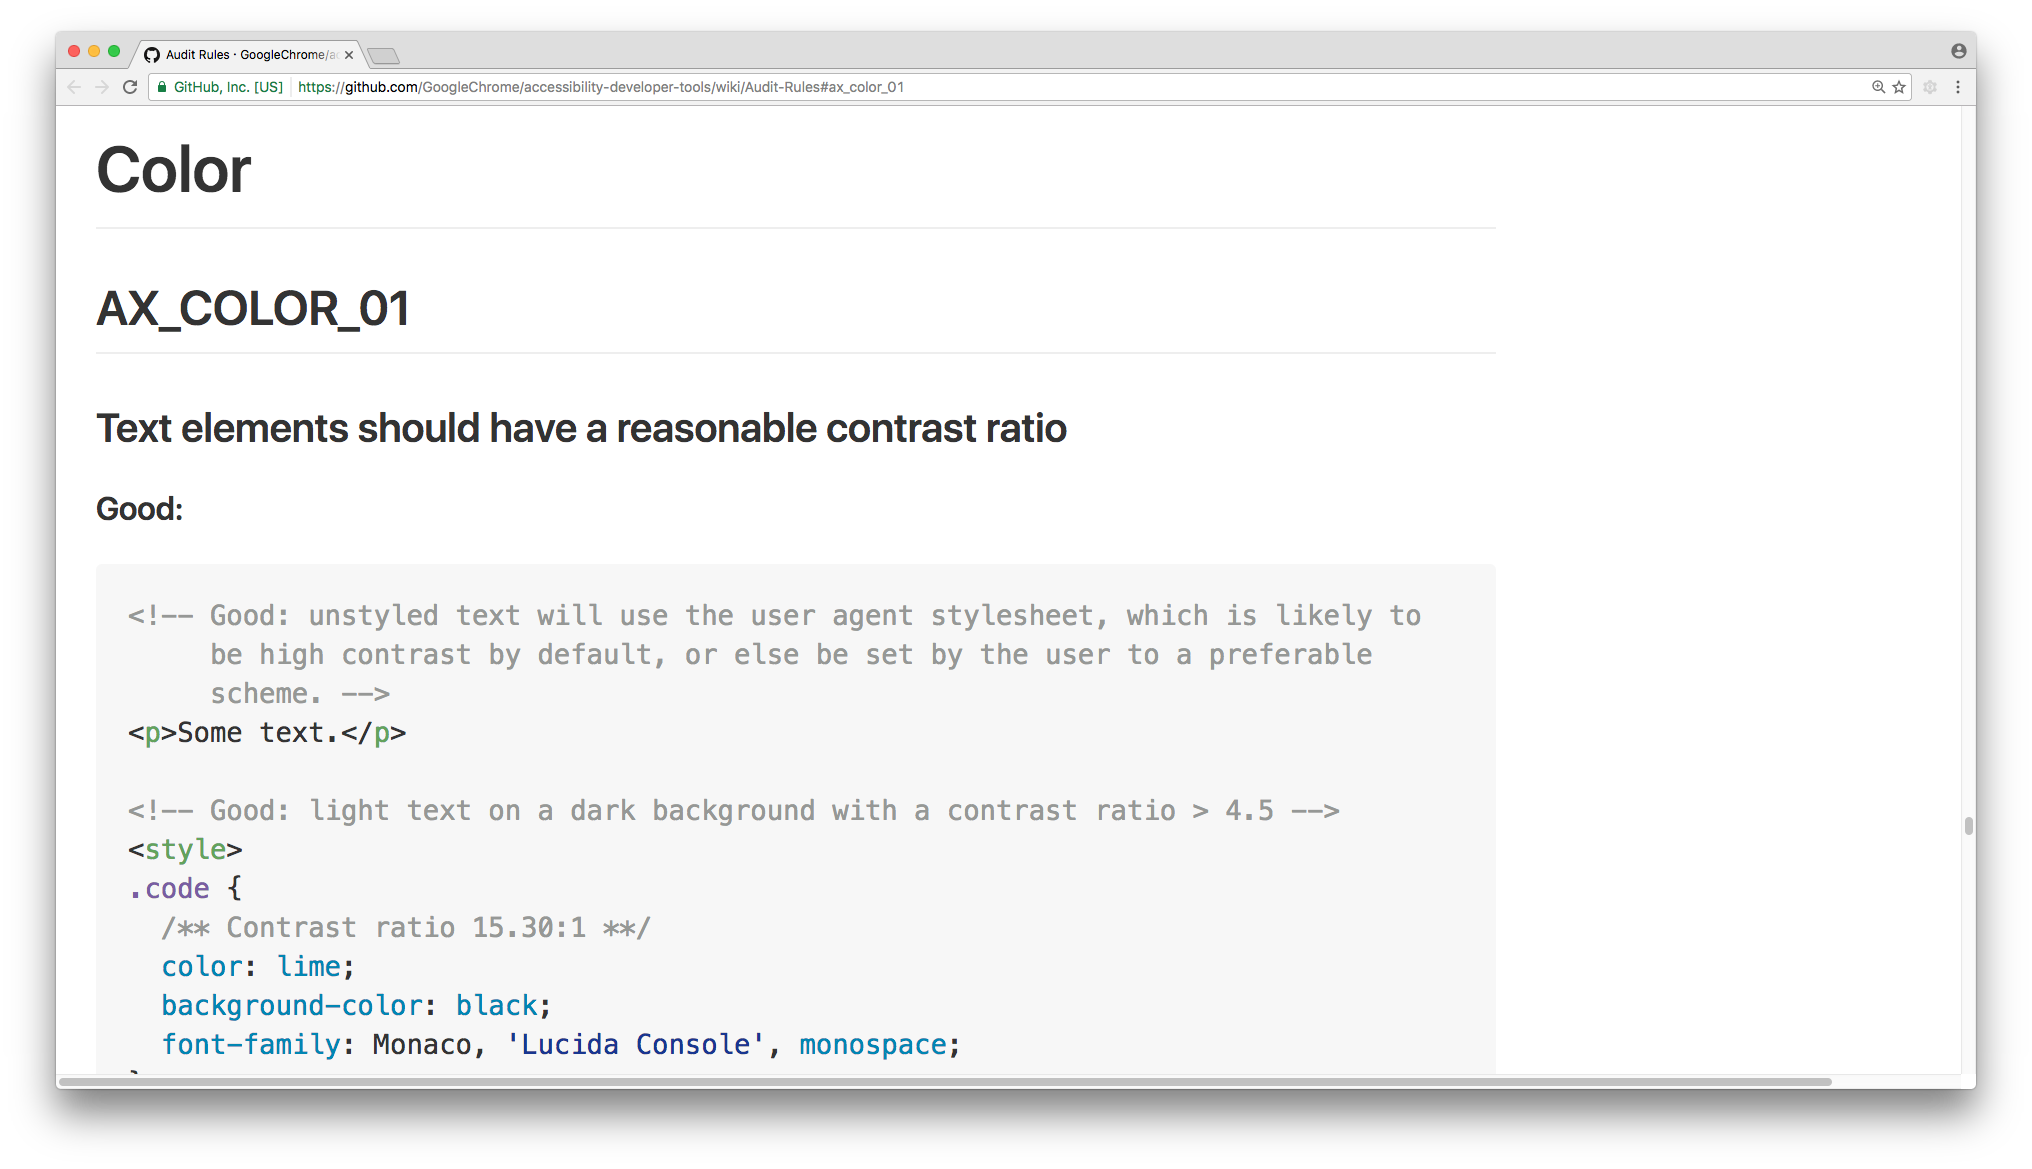 Audit Rules · GoogleChrome/ac
GitHub, Inc. [US] https://github.com/GoogleChrome/accessibility-developer-tools/wiki/Audit-Rules#ax_color_01
Color
AX_COLOR_01
Text elements should have a reasonable contrast ratio
Good:
<!-- Good: unstyled text will use the user agent stylesheet, which is likely to
be high contrast by default, or else be set by the user to a preferable
scheme. -->
<p>Some text.</p>
<!-- Good: light text on a dark background with a contrast ratio > 4.5 -->
<style>
.code {
/** Contrast ratio 15.30:1 **/
color: lime;
background-color: black;
font-family: Monaco, 'Lucida Console', monospace;